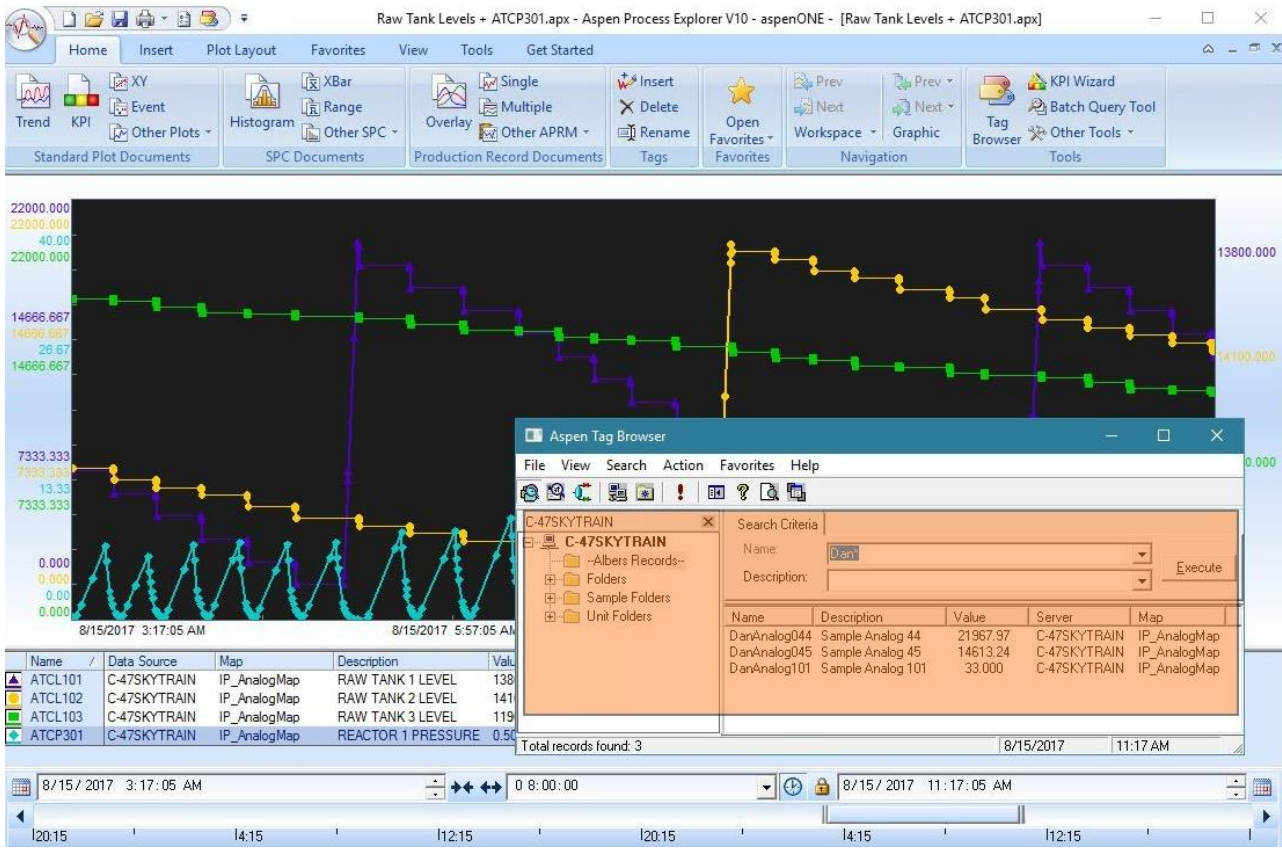 Raw Tank Levels + ATCP301.apx - Aspen Process Explorer V10 - aspenONE - [Raw Tank Levels + ATCP301.apx]
Home Insert Plot Layout Favorites View Tools Get Started
Trend KPI XY Event Other Plots
Histogram XBar Range Other SPC
Overlay Single Multiple Other APRM
Insert Delete Rename
Open Favorites
Prev Next Workspace Prev Next Graphic
Tag Browser KPI Wizard Batch Query Tool Other Tools
Standard Plot Documents SPC Documents Production Record Documents Tags Favorites Navigation Tools
22000.000
22000.000
40.00
22000.000
13800.000
14666.667
14666.667
26.67
14666.667
14100.000
7333.333
7333.333
13.33
7333.333
0.000
0.000
0.000
0.00
0.000
8/15/2017 3:17:05 AM 8/15/2017 5:57:05 AM
Aspen Tag Browser
File View Search Action Favorites Help
C-47SKYTRAIN
C-47SKYTRAIN
--Albers Records--
Folders
Sample Folders
Unit Folders
Search Criteria
Name: Dan*
Description:
Execute
Name Description Value Server Map
DanAnalog044 Sample Analog 44 21967.97 C-47SKYTRAIN IP_AnalogMap
DanAnalog045 Sample Analog 45 14613.24 C-47SKYTRAIN IP_AnalogMap
DanAnalog101 Sample Analog 101 33.000 C-47SKYTRAIN IP_AnalogMap
Total records found: 3 8/15/2017 11:17 AM
Name / Data Source Map Description
ATCL101 C-47SKYTRAIN IP_AnalogMap RAW TANK 1 LEVEL
ATCL102 C-47SKYTRAIN IP_AnalogMap RAW TANK 2 LEVEL
ATCL103 C-47SKYTRAIN IP_AnalogMap RAW TANK 3 LEVEL
ATCP301 C-47SKYTRAIN IP_AnalogMap REACTOR 1 PRESSURE
8/15/2017 3:17:05 AM 0 8:00:00 8/15/2017 11:17:05 AM
20:15 4:15 12:15 20:15 4:15 12:15